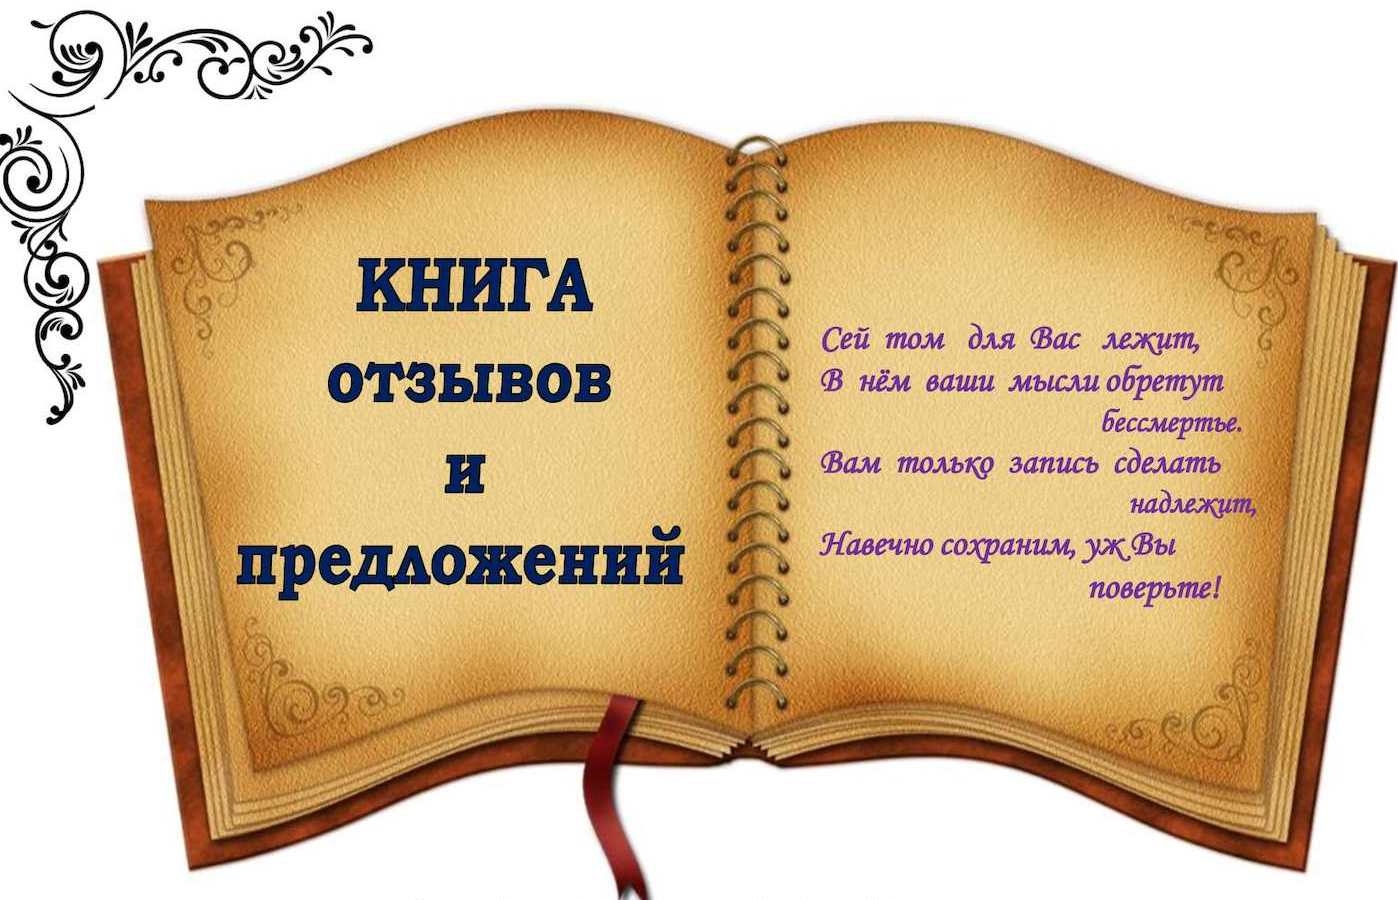 КНИГА
отзывов
и
предложений
Сей том для Вас лежит,
В нём ваши мысли обретут
бессмертье.
Вам только запись сделать
надлежит,
Навечно сохраним, уж Вы
поверьте!